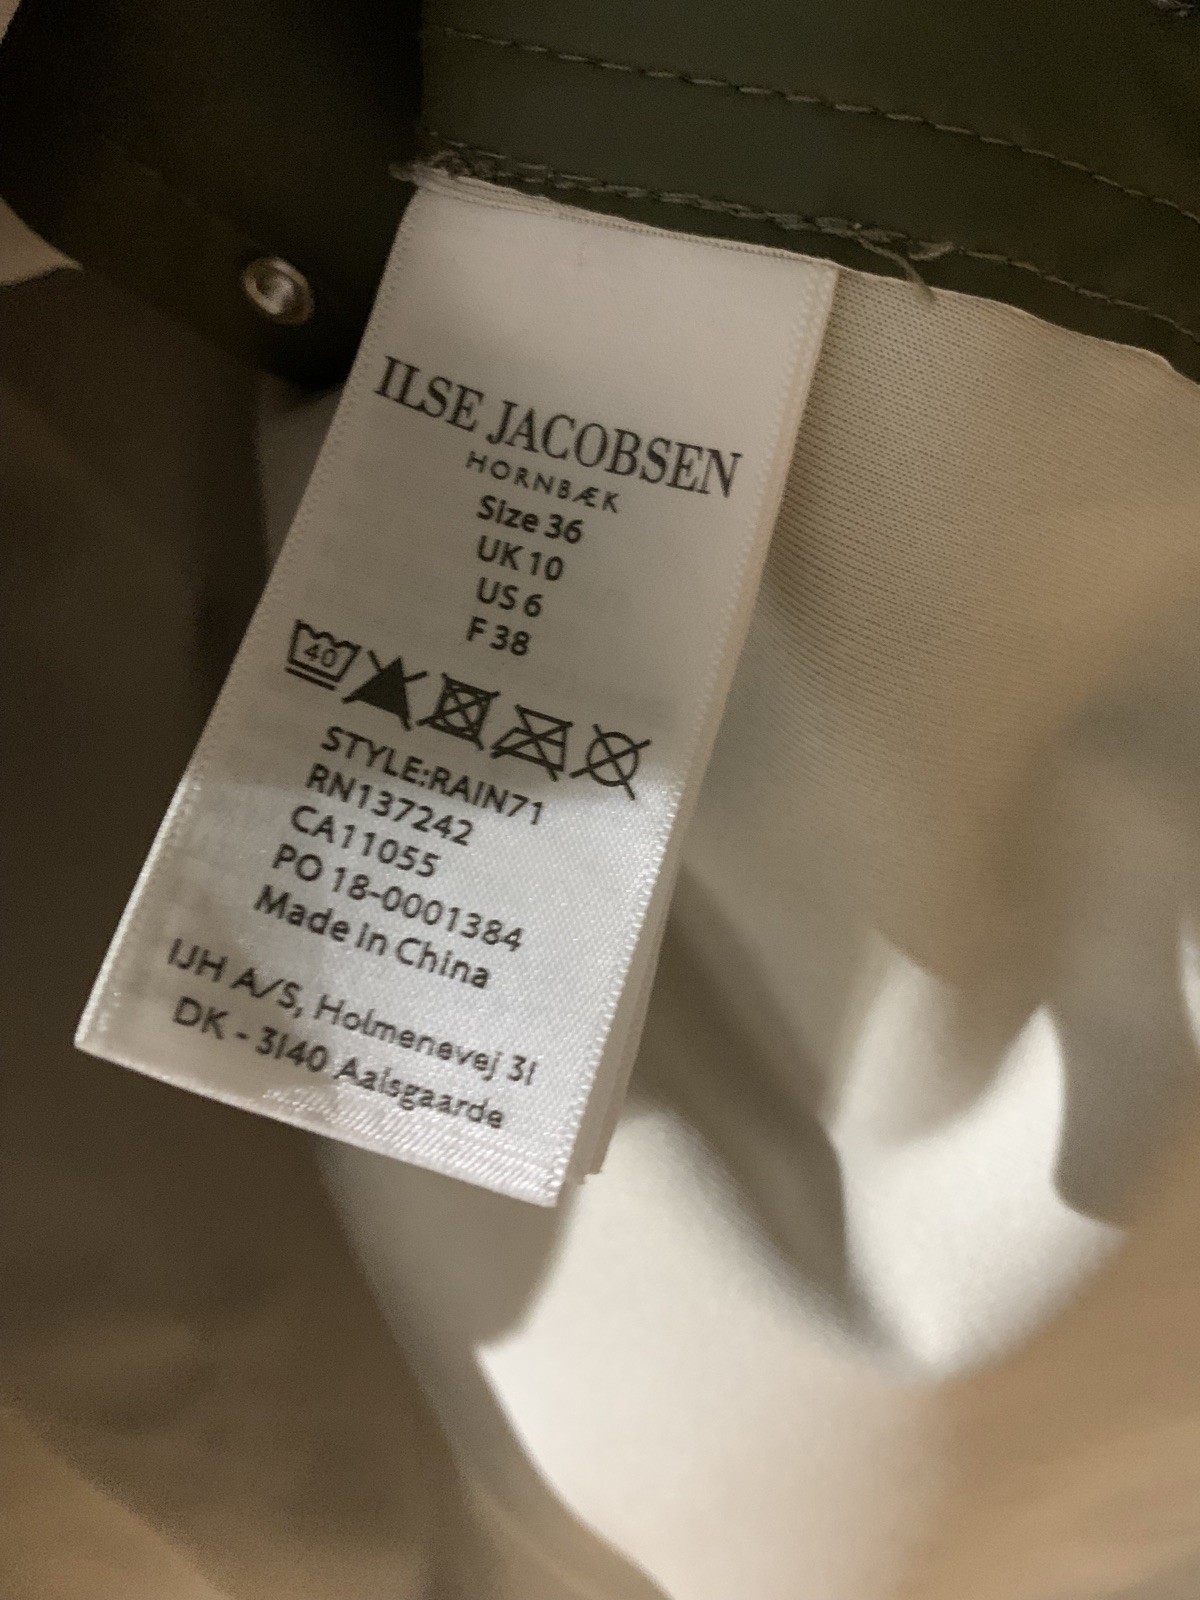 ILSE JACOBSEN
HORNBÆK
Size 36
UK 10
US 6
F 38
40
STYLE:RAIN71
RN137242
CA11055
PO 18-0001384
Made in China
IJH A/S, Holmenevej 31
DK - 3140 Aalsgaarde